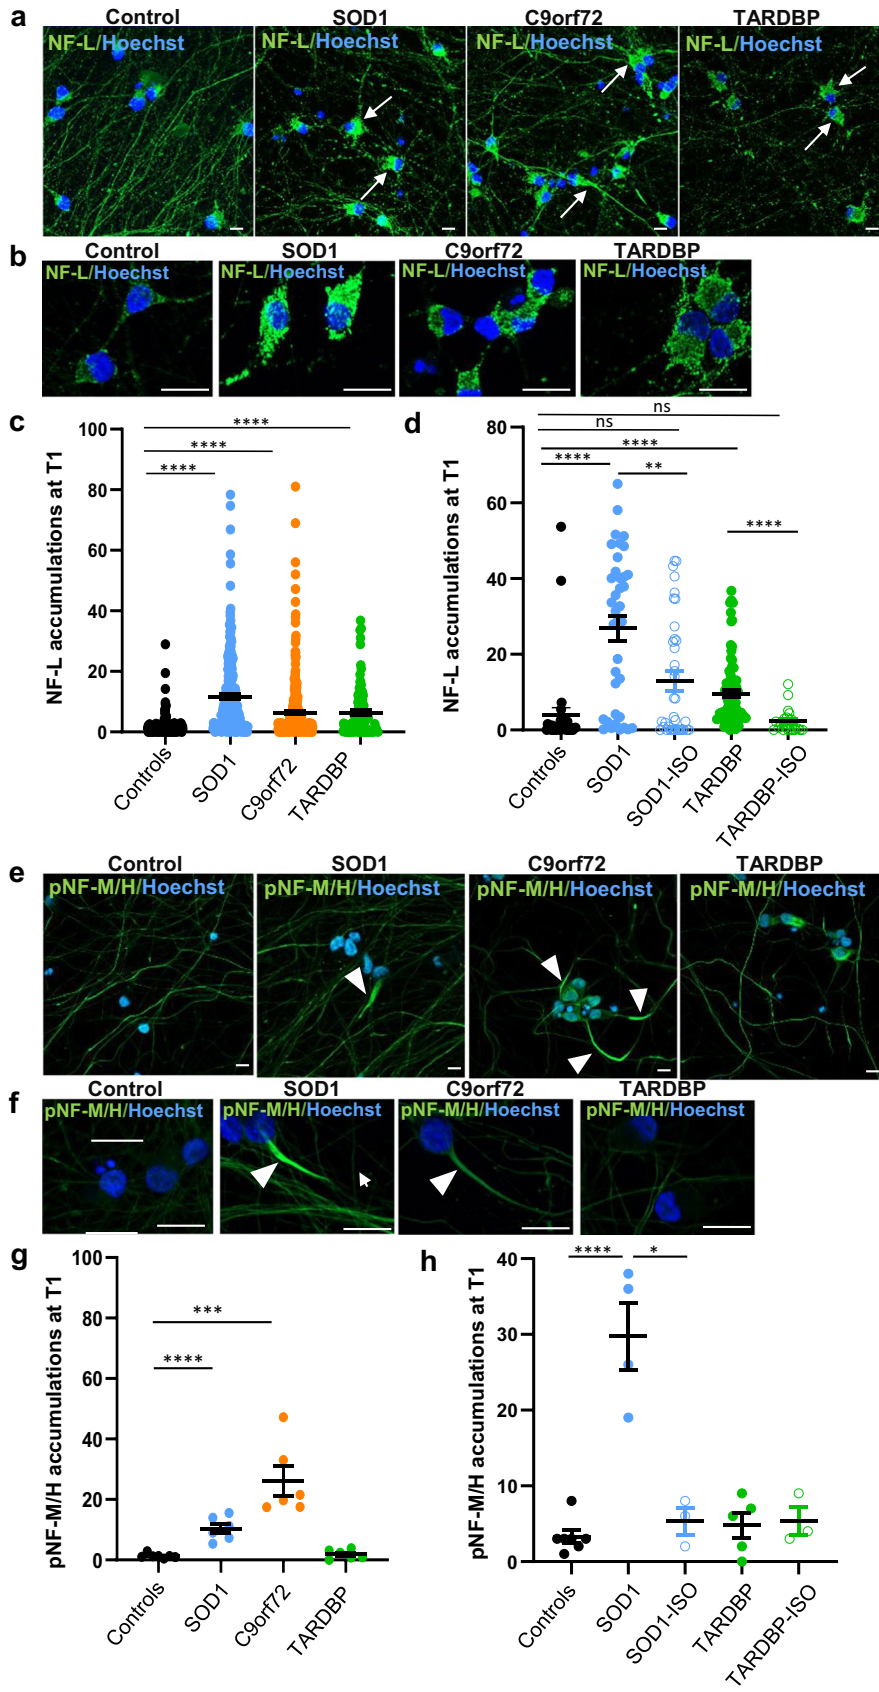 a
Control
SOD1
C9orf72
TARDBP
NF-L/Hoechst
NF-L/Hoechst
NF-L/Hoechst
NF-L/Hoechst
b
Control
SOD1
C9orf72
TARDBP
NF-L/Hoechst
NF-L/Hoechst
NF-L/Hoechst
NF-L/Hoechst
c
NF-L accumulations at T1
100
80
60
40
20
0
****
****
****
Controls
SOD1
C9orf72
TARDBP
d
NF-L accumulations at T1
80
60
40
20
0
ns
ns
****
****
**
****
Controls
SOD1
SOD1-ISO
TARDBP
TARDBP-ISO
e
Control
SOD1
C9orf72
TARDBP
pNF-M/H/Hoechst
pNF-M/H/Hoechst
pNF-M/H/Hoechst
pNF-M/H/Hoechst
f
Control
SOD1
C9orf72
TARDBP
pNF-M/H/Hoechst
pNF-M/H/Hoechst
pNF-M/H/Hoechst
pNF-M/H/Hoechst
g
pNF-M/H accumulations at T1
100
80
60
40
20
0
***
****
Controls
SOD1
C9orf72
TARDBP
h
pNF-M/H accumulations at T1
40
30
20
10
0
****
*
Controls
SOD1
SOD1-ISO
TARDBP
TARDBP-ISO